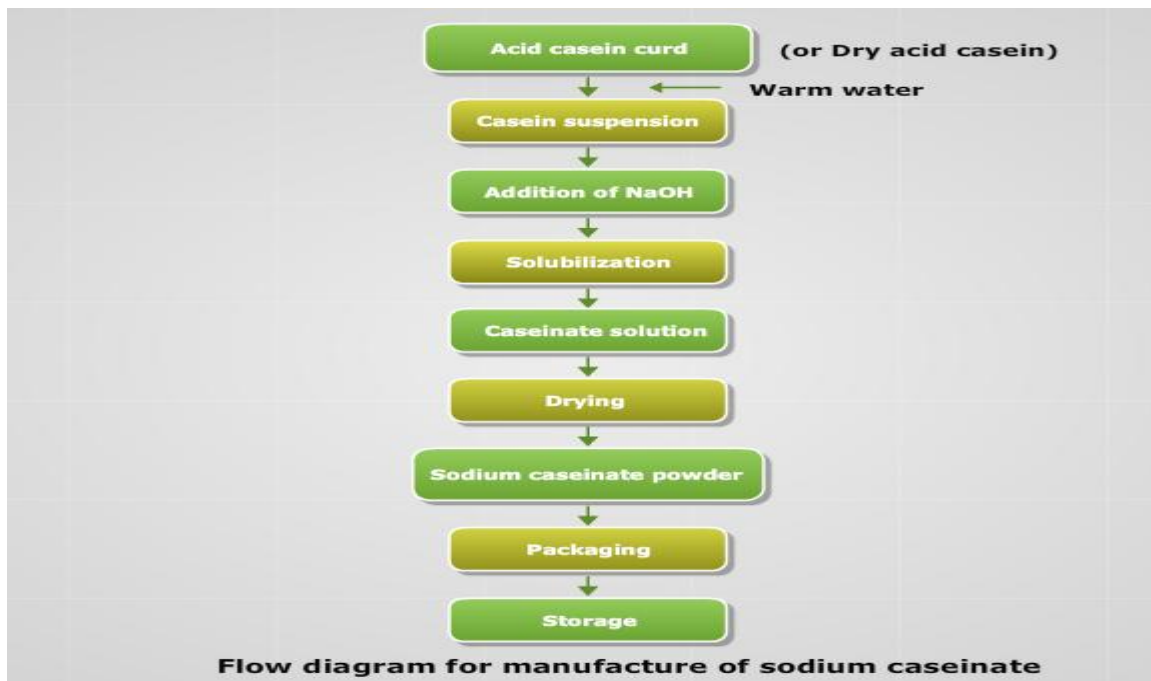 Acid casein curd (or Dry acid casein)
Warm water
Casein suspension
Addition of NaOH
Solubilization
Caseinate solution
Drying
Sodium caseinate powder
Packaging
Storage
Flow diagram for manufacture of sodium caseinate